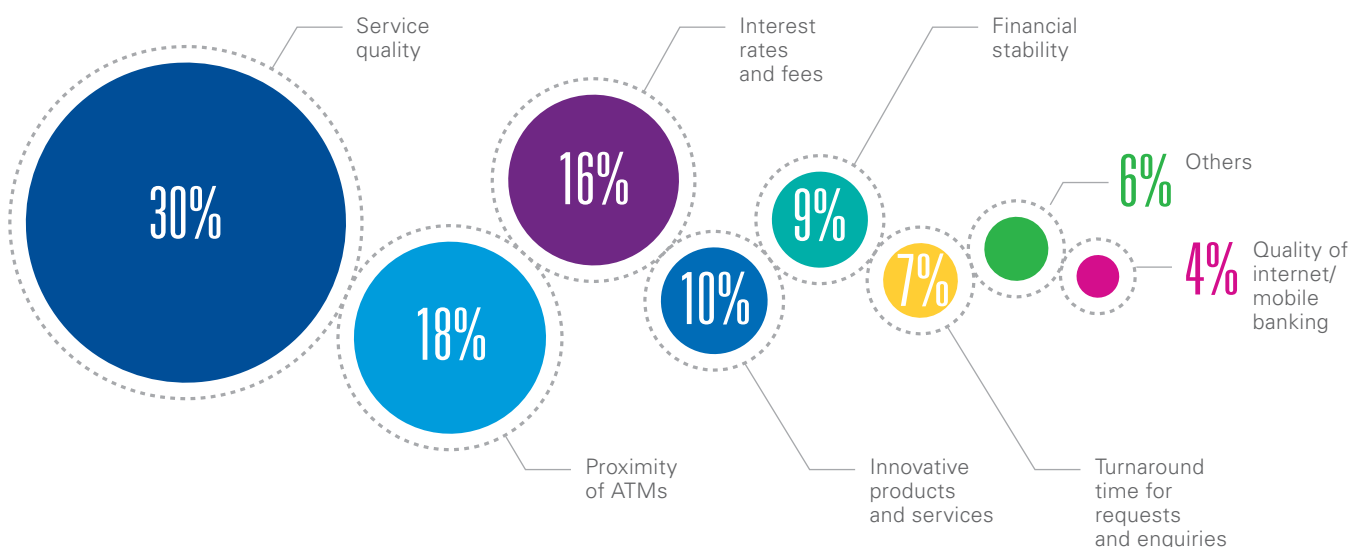 Service
quality
30%
Proximity
of ATMs
18%
Interest
rates
and fees
16%
Innovative
products
and services
10%
Financial
stability
9%
Turnaround
time for
requests
and enquiries
7%
Others
6%
Quality of
internet/
mobile
banking
4%